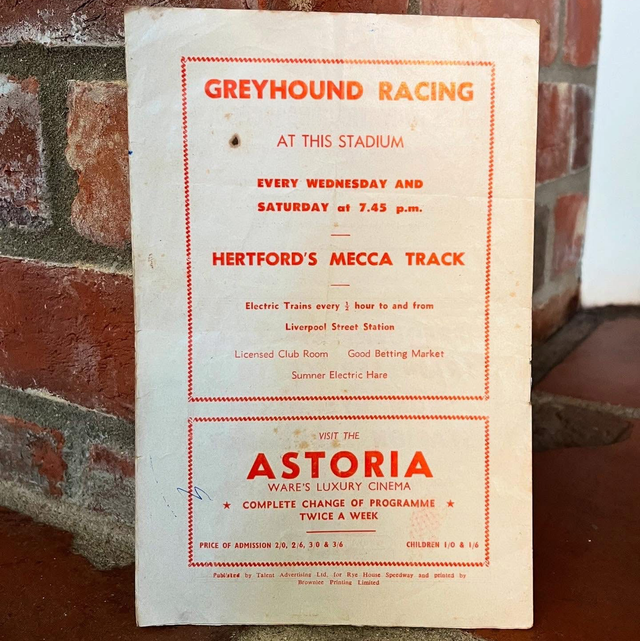 GREYHOUND RACING
AT THIS STADIUM
EVERY WEDNESDAY AND
SATURDAY at 7.45 p.m.
HERTFORD'S MECCA TRACK
Electric Trains every ½ hour to and from
Liverpool Street Station
Licensed Club Room Good Betting Market
Sumner Electric Hare
VISIT THE
ASTORIA
WARE'S LUXURY CINEMA
★ COMPLETE CHANGE OF PROGRAMME ★
TWICE A WEEK
PRICE OF ADMISSION 2/0, 2/6, 3/0 & 3/6 CHILDREN 1/0 & 1/6
Published by Talent Advertising Ltd. for Rye House Speedway and printed by
Brownlee Printing Limited